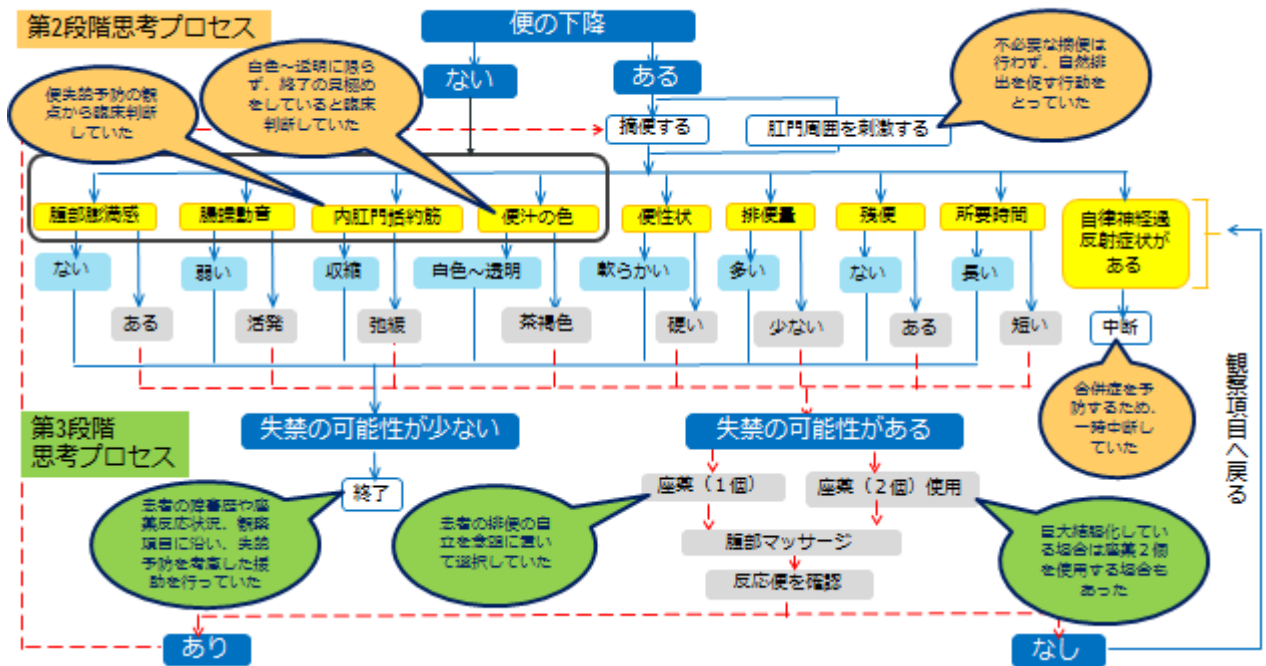 第2段階思考プロセス
便の下降
ない
ある
便失禁予防の観
点から臨床判断
していた
白色～透明に限ら
ず、終了の見極め
をしていると臨床
判断していた
不必要な摘便は
行わず、自然排
出を促す行動を
とっていた
摘便する
肛門周囲を刺激する
腹部膨満感
腸蠕動音
内肛門括約筋
便汁の色
便性状
排便量
残便
所要時間
自律神経過
反射症状が
ある
ない
弱い
収縮
白色～透明
軟らかい
多い
ない
長い
ある
活発
弛緩
茶褐色
硬い
少ない
ある
短い
中断
合併症を予
防するため、
一時中断し
ていた
観察項目へ戻る
第3段階
思考プロセス
失禁の可能性が少ない
失禁の可能性がある
終了
患者の障害歴や座
薬反応状況、観察
項目に沿い、失禁
予防を考慮した援
助を行っていた
患者の排便の自
立を念頭に置い
て選択していた
座薬（1個）
座薬（2個）使用
腹部マッサージ
反応便を確認
巨大結腸化してい
る場合は座薬２個
を使用する場合も
あった
あり
なし